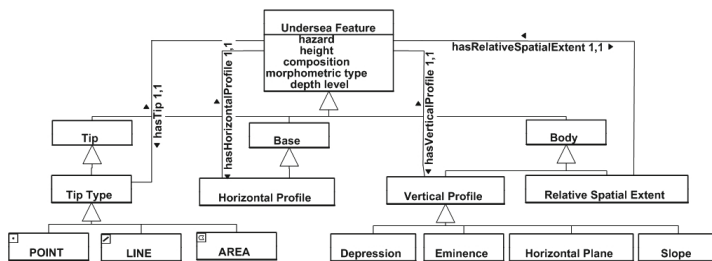 Undersea Feature
hazard
height
composition
morphometric type
depth level
hasTip 1,1
hasHorizontalProfile 1,1
hasVerticalProfile 1,1
hasRelativeSpatialExtent 1,1
Tip
Base
Body
Tip Type
Horizontal Profile
Vertical Profile
Relative Spatial Extent
POINT
LINE
AREA
Depression
Eminence
Horizontal Plane
Slope